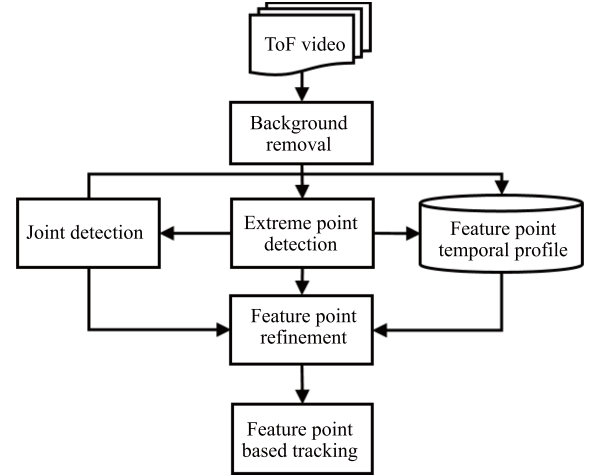 ToF video
Background
removal
Joint detection
Extreme point
detection
Feature point
temporal profile
Feature point
refinement
Feature point
based tracking